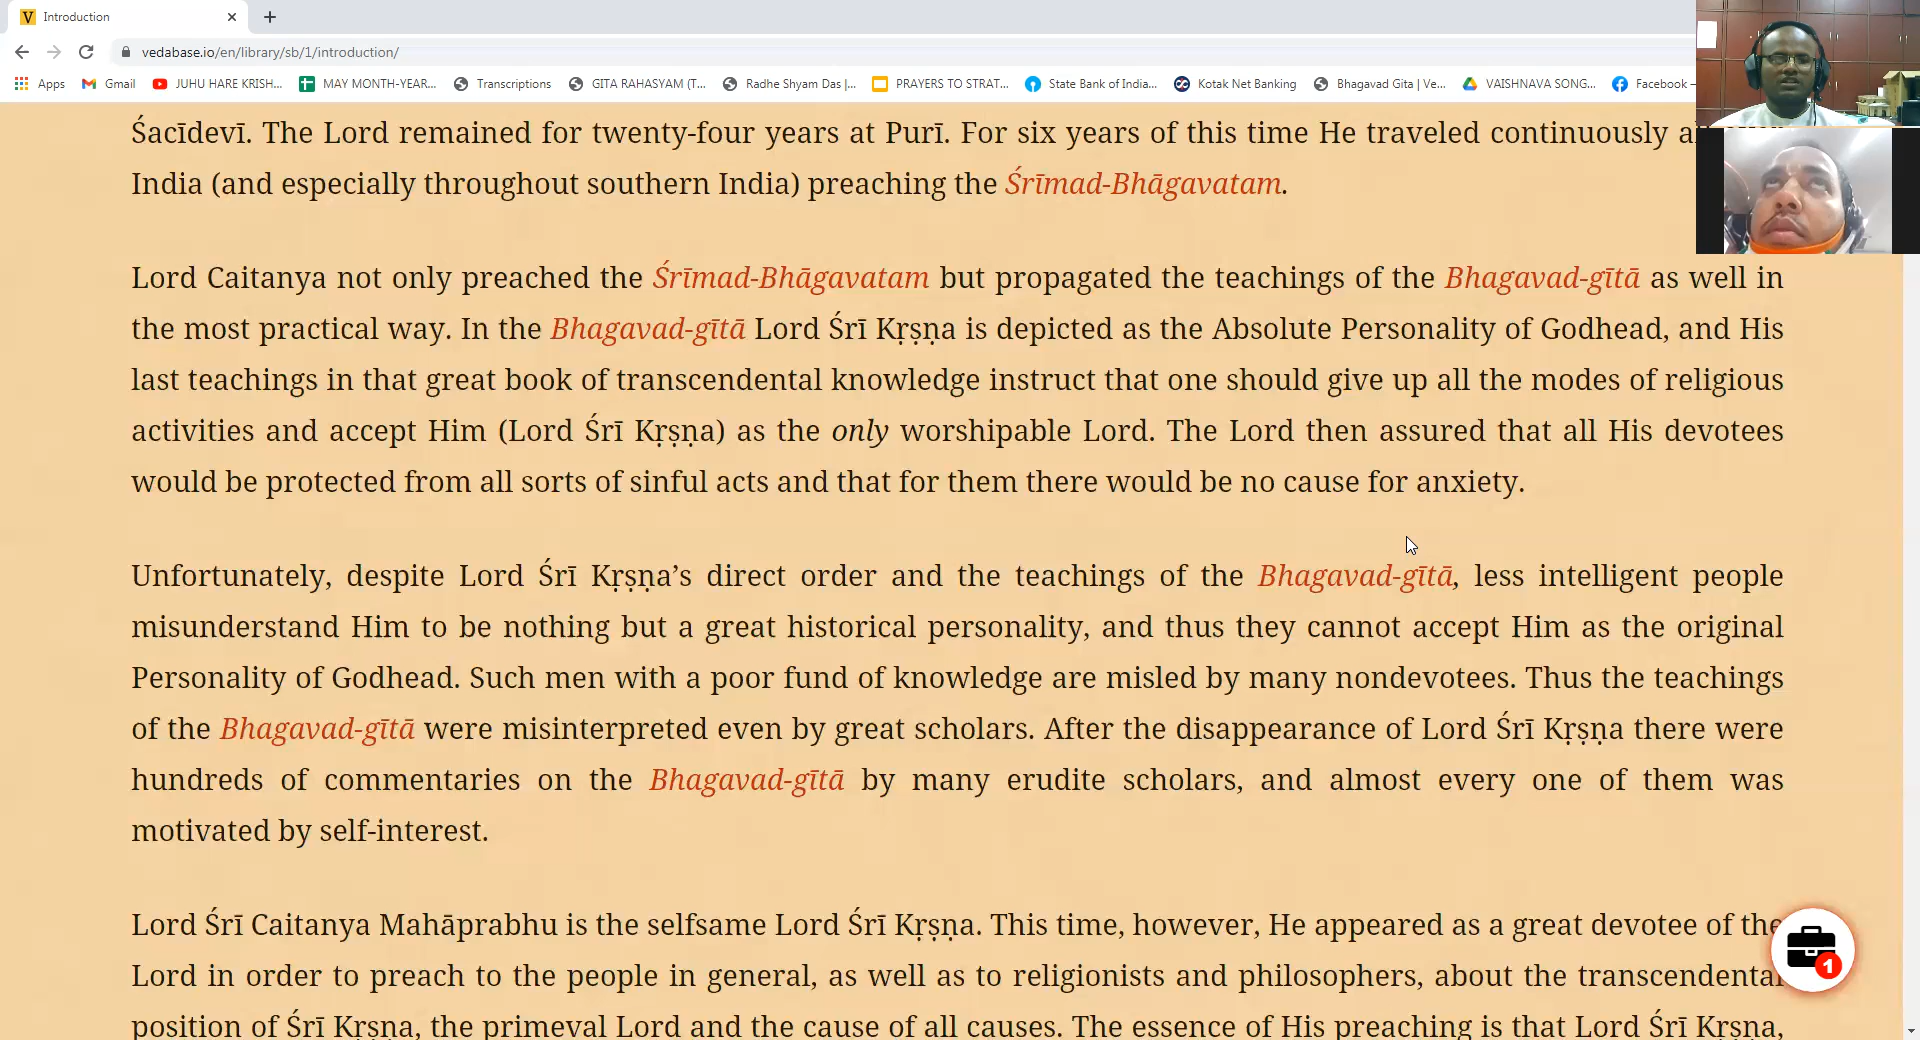 Introduction
vedabase.io/en/library/sb/1/introduction/
Apps Gmail JUHU HARE KRISH... MAY MONTH-YEAR... Transcriptions GITA RAHASYAM (T... Radhe Shyam Das |... PRAYERS TO STRAT... State Bank of India... Kotak Net Banking Bhagavad Gita | Ve... VAISHNAVA SONG... Facebook –
Śacīdevī. The Lord remained for twenty-four years at Purī. For six years of this time He traveled continuously
India (and especially throughout southern India) preaching the Śrīmad-Bhāgavatam.
Lord Caitanya not only preached the Śrīmad-Bhāgavatam but propagated the teachings of the Bhagavad-gītā as well in
the most practical way. In the Bhagavad-gītā Lord Śrī Kṛṣṇa is depicted as the Absolute Personality of Godhead, and His
last teachings in that great book of transcendental knowledge instruct that one should give up all the modes of religious
activities and accept Him (Lord Śrī Kṛṣṇa) as the only worshipable Lord. The Lord then assured that all His devotees
would be protected from all sorts of sinful acts and that for them there would be no cause for anxiety.
Unfortunately, despite Lord Śrī Kṛṣṇa’s direct order and the teachings of the Bhagavad-gītā, less intelligent people
misunderstand Him to be nothing but a great historical personality, and thus they cannot accept Him as the original
Personality of Godhead. Such men with a poor fund of knowledge are misled by many nondevotees. Thus the teachings
of the Bhagavad-gītā were misinterpreted even by great scholars. After the disappearance of Lord Śrī Kṛṣṇa there were
hundreds of commentaries on the Bhagavad-gītā by many erudite scholars, and almost every one of them was
motivated by self-interest.
Lord Śrī Caitanya Mahāprabhu is the selfsame Lord Śrī Kṛṣṇa. This time, however, He appeared as a great devotee of the
Lord in order to preach to the people in general, as well as to religionists and philosophers, about the transcendental
position of Śrī Kṛṣṇa, the primeval Lord and the cause of all causes. The essence of His preaching is that Lord Śrī Kṛṣṇa,
1